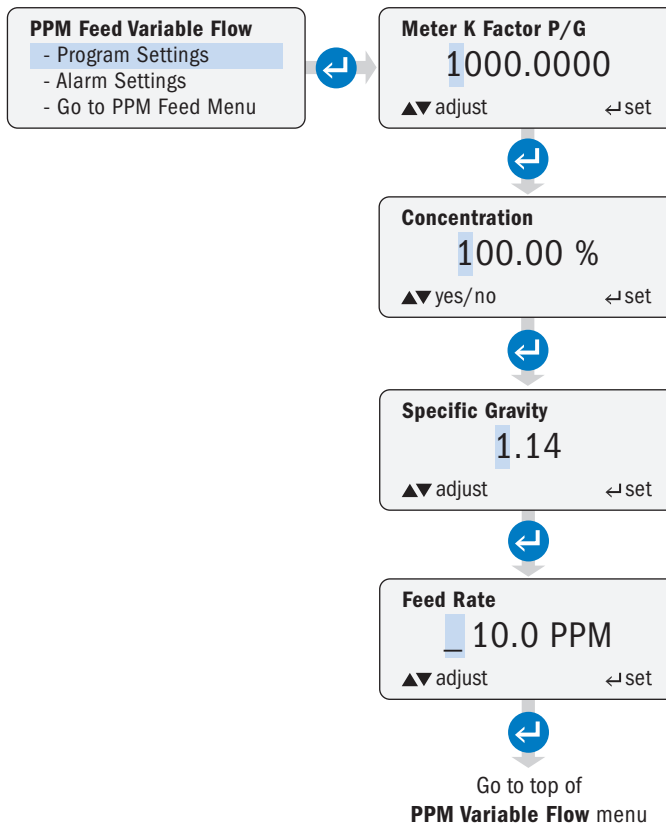 PPM Feed Variable Flow
- Program Settings
- Alarm Settings
- Go to PPM Feed Menu
Meter K Factor P/G
1000.0000
▲▼ adjust ↵ set
Concentration
100.00 %
▲▼ yes/no ↵ set
Specific Gravity
1.14
▲▼ adjust ↵ set
Feed Rate
_ 10.0 PPM
▲▼ adjust ↵ set
Go to top of
PPM Variable Flow menu